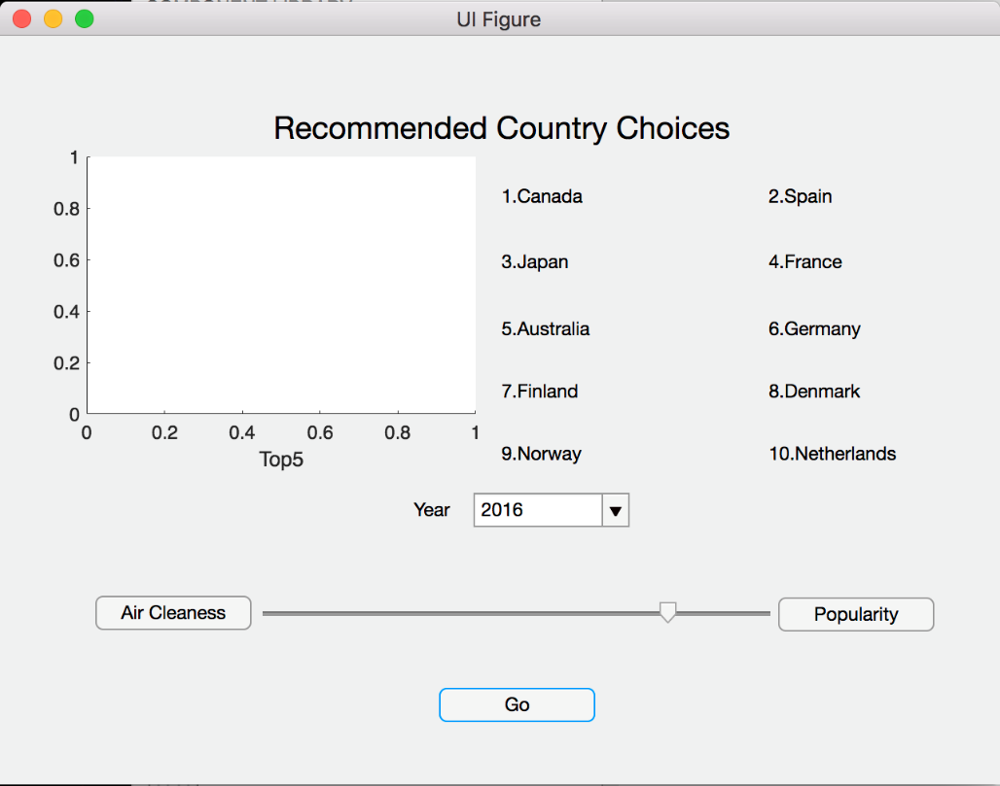 UI Figure
Recommended Country Choices
1
0.8
0.6
0.4
0.2
0
0 0.2 0.4 0.6 0.8 1
Top5
1.Canada 2.Spain
3.Japan 4.France
5.Australia 6.Germany
7.Finland 8.Denmark
9.Norway 10.Netherlands
Year 2016
Air Cleaness Popularity
Go